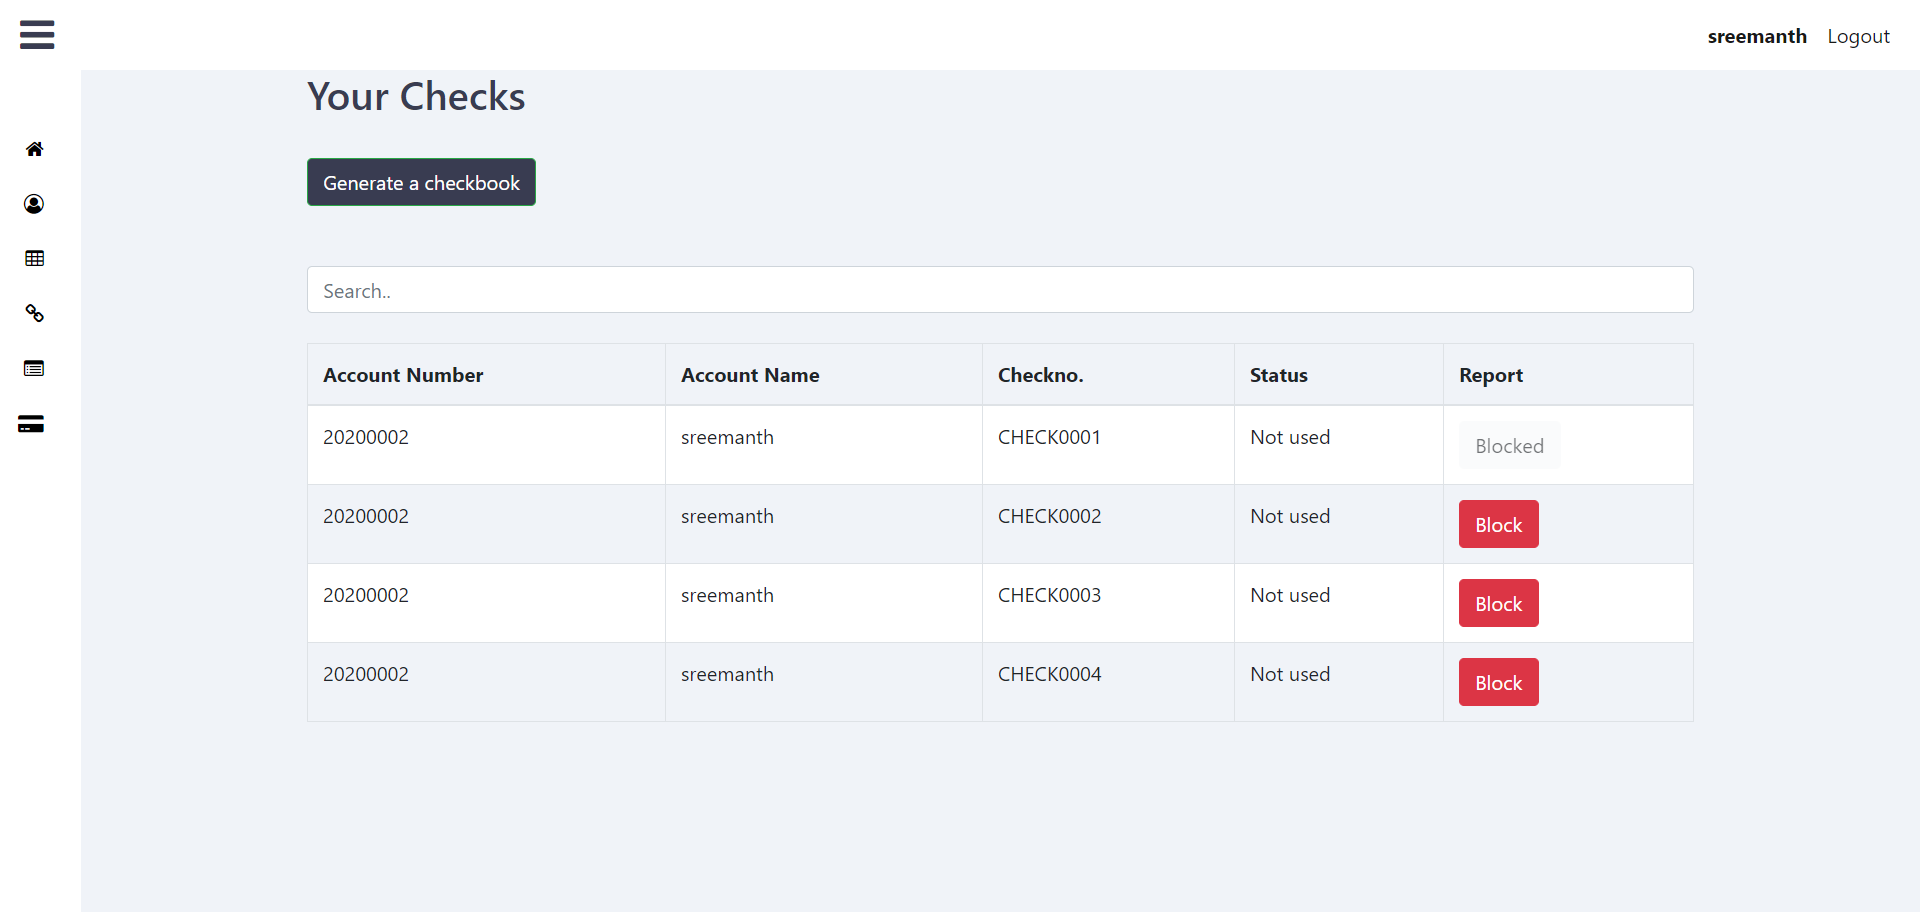 sreemanth Logout
Your Checks
Generate a checkbook
Search..
Account Number Account Name Checkno. Status Report
20200002 sreemanth CHECK0001 Not used Blocked
20200002 sreemanth CHECK0002 Not used Block
20200002 sreemanth CHECK0003 Not used Block
20200002 sreemanth CHECK0004 Not used Block